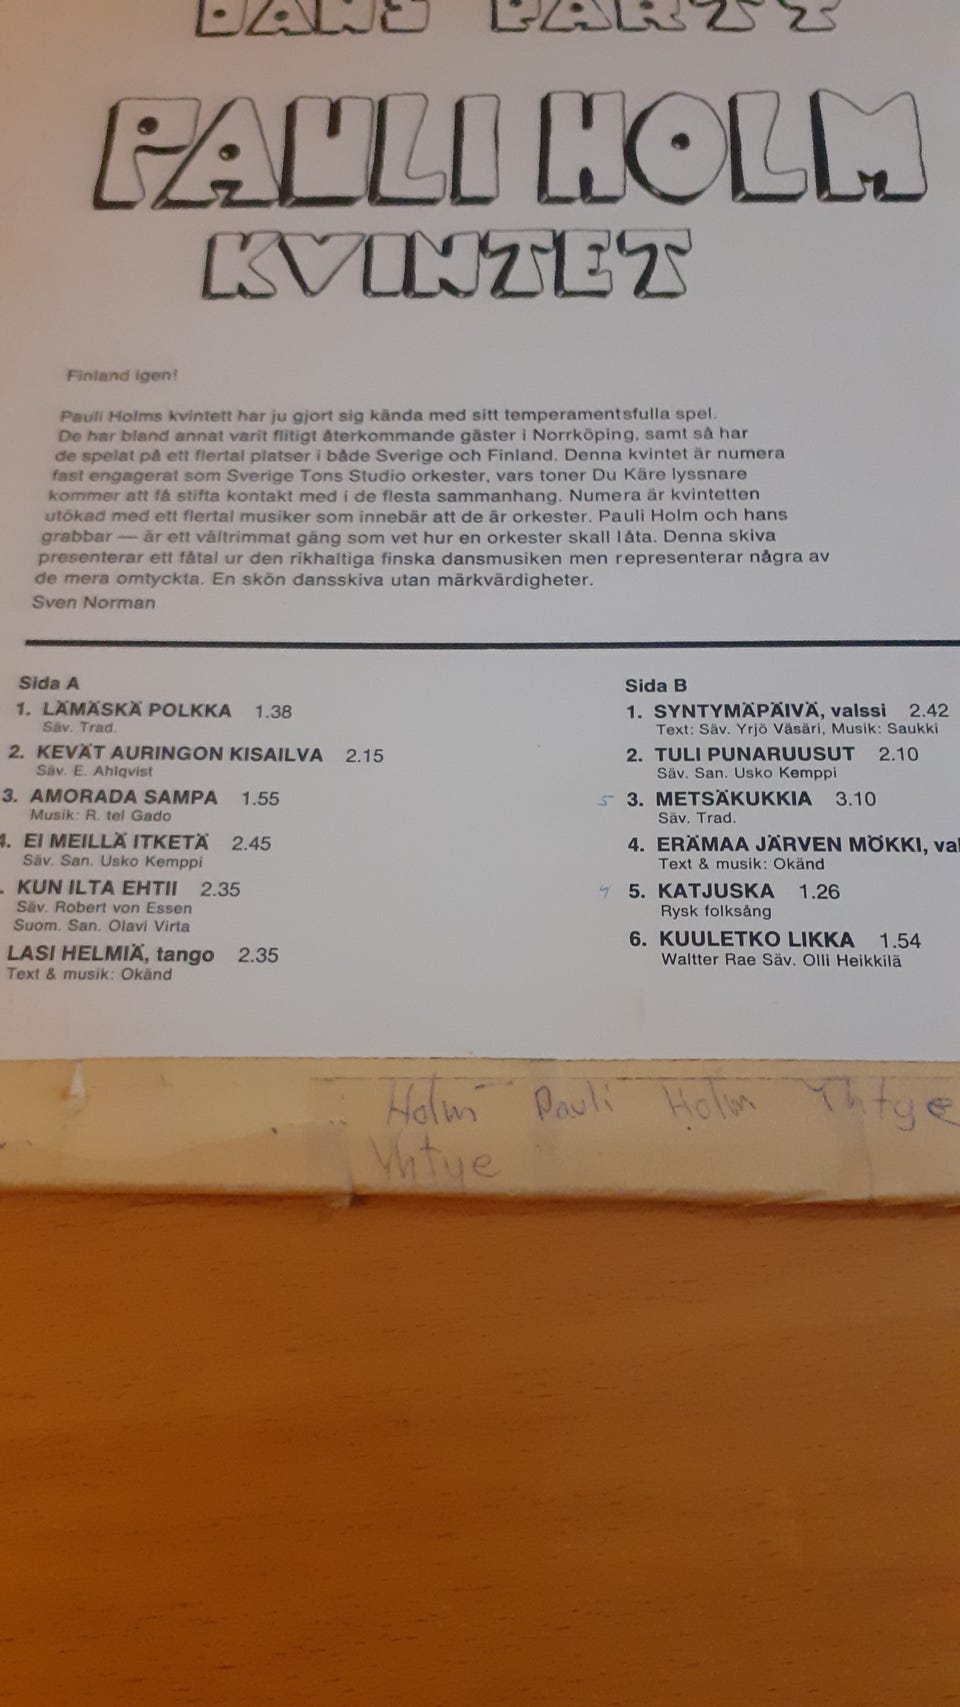 DANS PARTY
PAULI HOLM
KVINTET
Finland igen!
Pauli Holms kvintett har ju gjort sig kända med sitt temperamentsfulla spel.
De har bland annat varit flitigt återkommande gäster i Norrköping, samt så har
de spelat på ett flertal platser i både Sverige och Finland. Denna kvintet är numera
fast engagerat som Sverige Tons Studio orkester, vars toner Du Käre lyssnare
kommer att få stifta kontakt med i de flesta sammanhang. Numera är kvintetten
utökad med ett flertal musiker som innebär att de är orkester. Pauli Holm och hans
grabbar — är ett vältrimmat gäng som vet hur en orkester skall låta. Denna skiva
presenterar ett fåtal ur den rikhaltiga finska dansmusiken men representerar några av
de mera omtyckta. En skön dansskiva utan märkvärdigheter.
Sven Norman
Sida A
1. LÄMÄSKÄ POLKKA 1.38
Säv. Trad.
2. KEVÄT AURINGON KISAILVA 2.15
Säv. E. Ahlqvist
3. AMORADA SAMPA 1.55
Musik: R. tel Gado
4. EI MEILLÄ ITKETÄ 2.45
Säv. San. Usko Kemppi
. KUN ILTA EHTII 2.35
Säv. Robert von Essen
Suom. San. Olavi Virta
LASI HELMIÄ, tango 2.35
Text & musik: Okänd
Sida B
1. SYNTYMÄPÄIVÄ, valssi 2.42
Text: Säv. Yrjö Väsäri, Musik: Saukki
2. TULI PUNARUUSUT 2.10
Säv. San. Usko Kemppi
5 3. METSÄKUKKIA 3.10
Säv. Trad.
4. ERÄMAA JÄRVEN MÖKKI, val
Text & musik: Okänd
5. KATJUSKA 1.26
Rysk folksång
6. KUULETKO LIKKA 1.54
Waltter Rae Säv. Olli Heikkilä
Holm Pauli Holm Yhtye
Yhtye